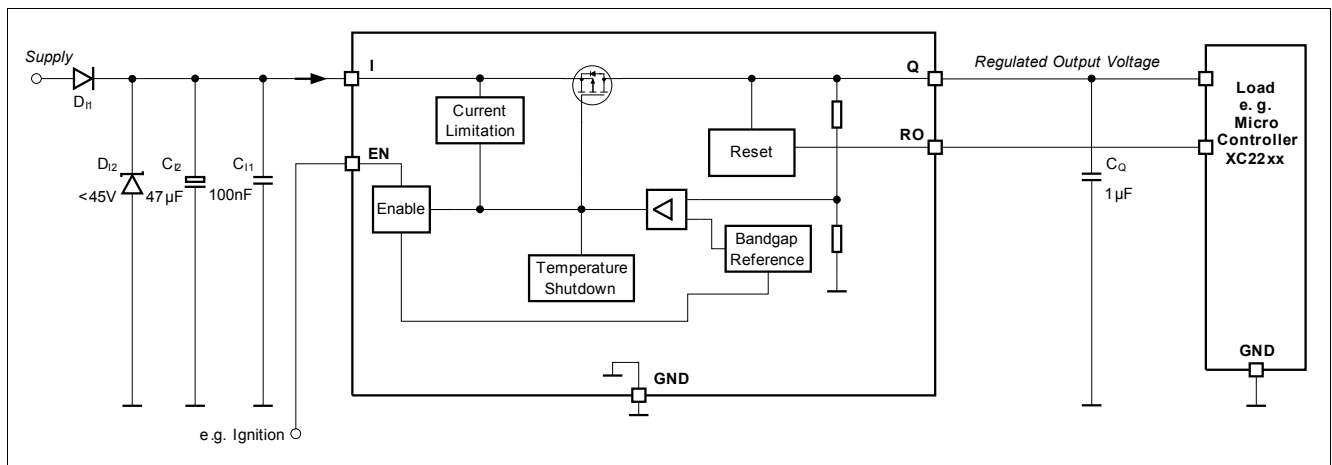 Supply
D_I1
D_I2
<45V
C_I2
47µF
C_I1
100nF
I
EN
e.g. Ignition
Current
Limitation
Enable
Temperature
Shutdown
Bandgap
Reference
Reset
Q
RO
GND
Regulated Output Voltage
C_Q
1µF
Load
e. g.
Micro
Controller
XC22xx
GND